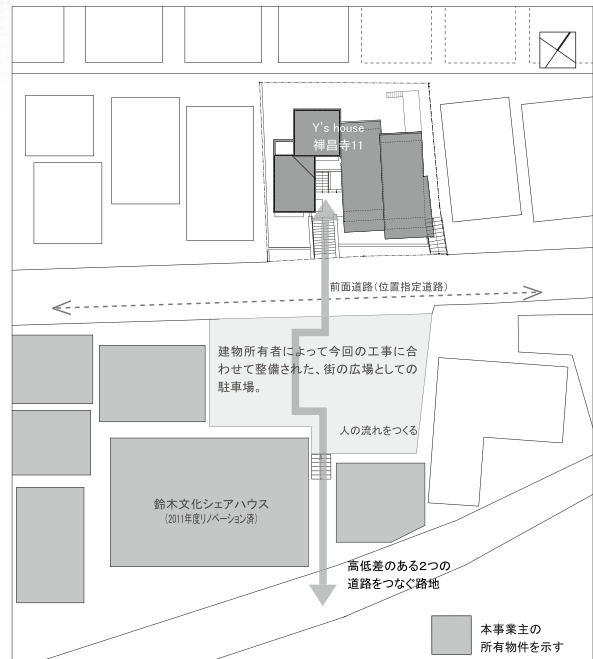 Y's house
禅昌寺11
前面道路(位置指定道路)
建物所有者によって今回の工事に合
わせて整備された、街の広場としての
駐車場。
人の流れをつくる
鈴木文化シェアハウス
(2011年度リノベーション済)
高低差のある2つの
道路をつなぐ路地
本事業主の
所有物件を示す